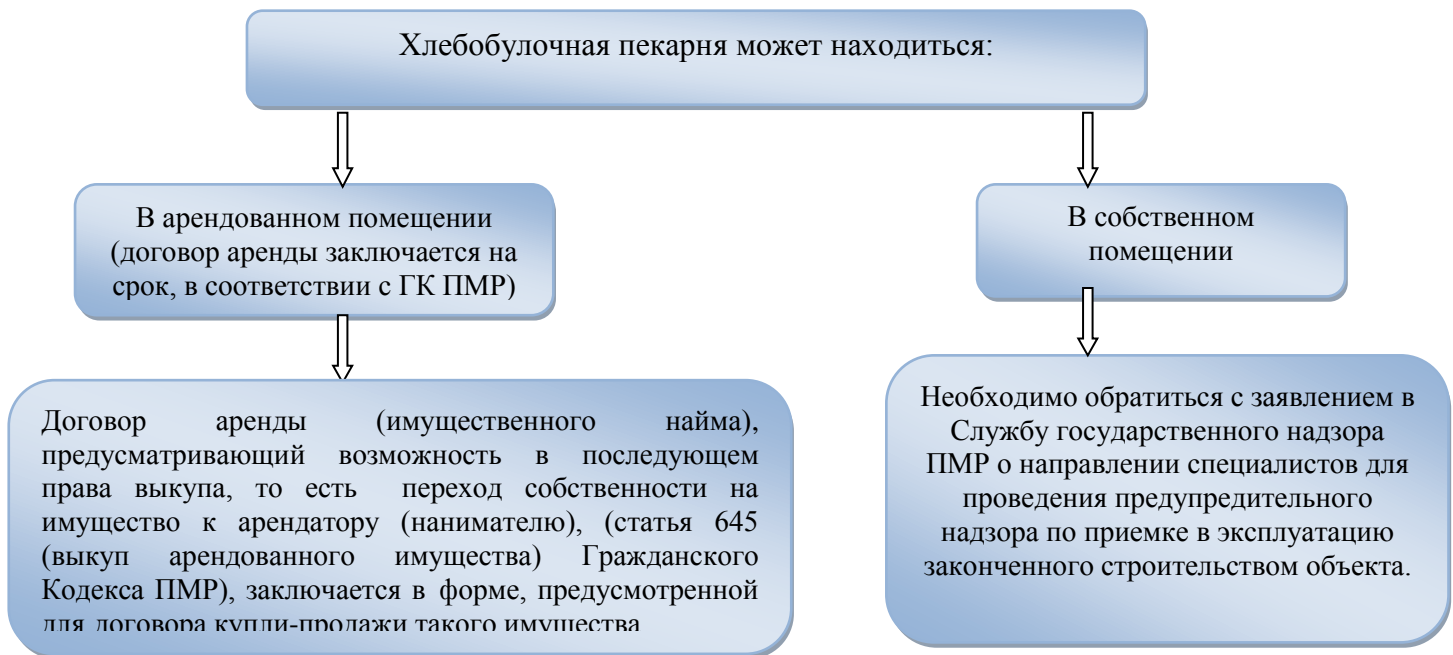 Хлебобулочная пекарня может находиться:
В арендованном помещении
(договор аренды заключается на
срок, в соответствии с ГК ПМР)
В собственном
помещении
Договор аренды (имущественного найма),
предусматривающий возможность в последующем
права выкупа, то есть переход собственности на
имущество к арендатору (нанимателю), (статья 645
(выкуп арендованного имущества) Гражданского
Кодекса ПМР), заключается в форме, предусмотренной
для договора купли-продажи такого имущества
Необходимо обратиться с заявлением в
Службу государственного надзора
ПМР о направлении специалистов для
проведения предупредительного
надзора по приемке в эксплуатацию
законченного строительством объекта.